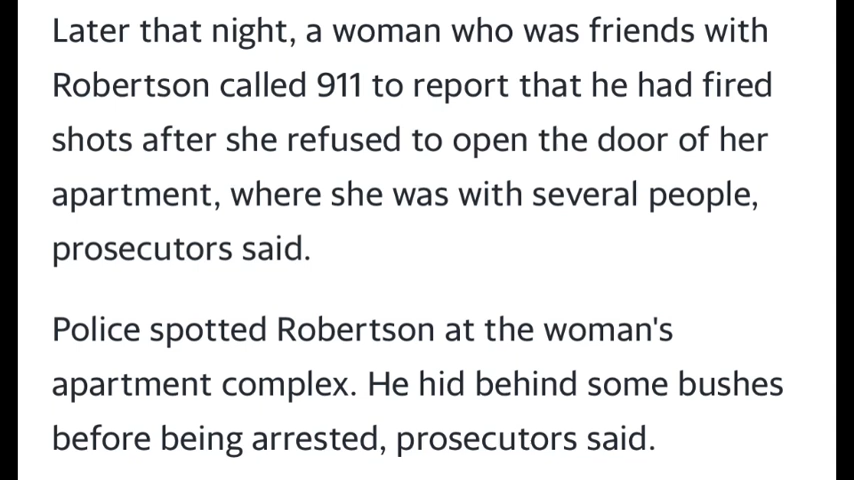 Later that night, a woman who was friends with
Robertson called 911 to report that he had fired
shots after she refused to open the door of her
apartment, where she was with several people,
prosecutors said.
Police spotted Robertson at the woman's
apartment complex. He hid behind some bushes
before being arrested, prosecutors said.